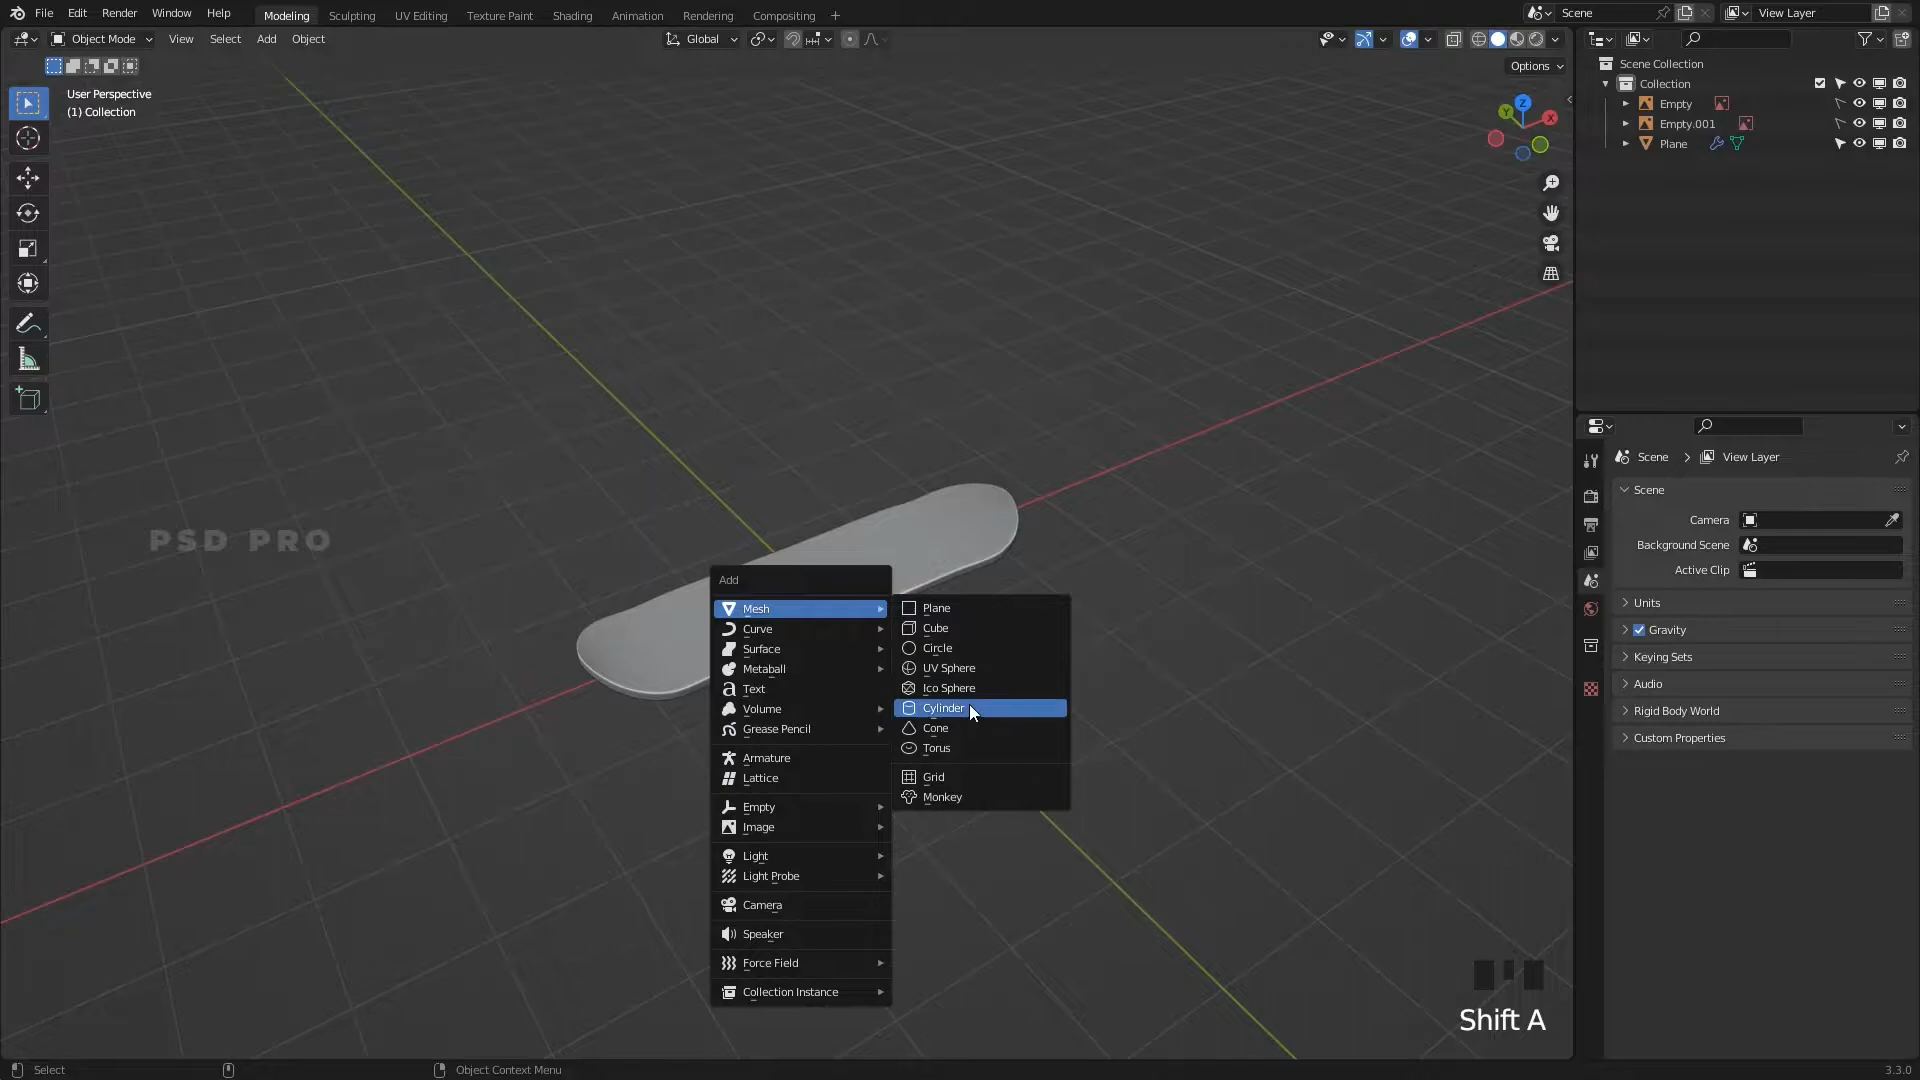 File Edit Render Window Help Modeling Sculpting UV Editing Texture Paint Shading Animation Rendering Compositing + Scene View Layer
Object Mode View Select Add Object Global
Options
User Perspective
(1) Collection
Z
Y
X
Scene Collection
Collection
Empty
Empty.001
Plane
PSD PRO
Add
Mesh
Curve
Surface
Metaball
Text
Volume
Grease Pencil
Armature
Lattice
Empty
Image
Light
Light Probe
Camera
Speaker
Force Field
Collection Instance
Plane
Cube
Circle
UV Sphere
Ico Sphere
Cylinder
Cone
Torus
Grid
Monkey
Scene > View Layer
Scene
Camera
Background Scene
Active Clip
Units
Gravity
Keying Sets
Audio
Rigid Body World
Custom Properties
Shift A
Select Object Context Menu 3.3.0